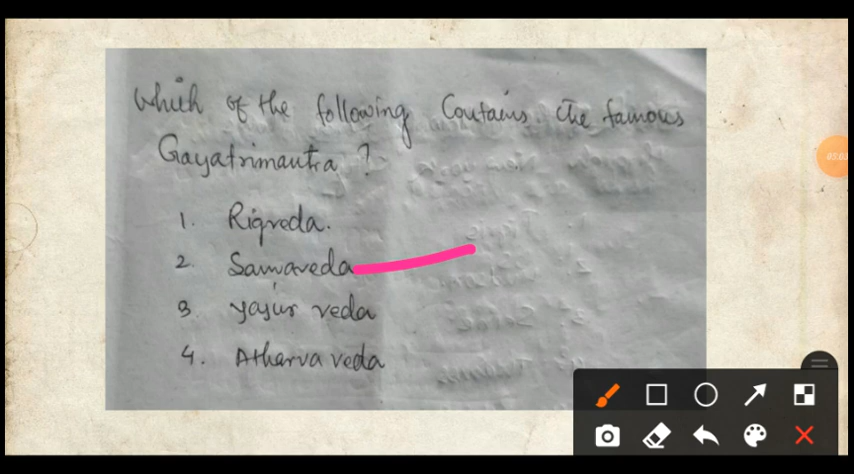 Which of the following Contains the famous
Gayatrimantra ?
1. Rigveda.
2. Samaveda
3. yajur veda
4. Atharva veda